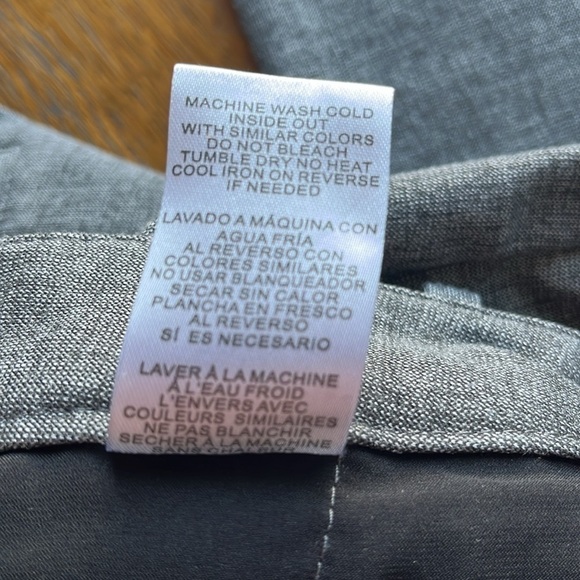 MACHINE WASH COLD
INSIDE OUT
WITH SIMILAR COLORS
DO NOT BLEACH
TUMBLE DRY NO HEAT
COOL IRON ON REVERSE
IF NEEDED
LAVADO A MÁQUINA CON
AGUA FRÍA
AL REVERSO CON
COLORES SIMILARES
NO USAR BLANQUEADOR
SECAR SIN CALOR
PLANCHA EN FRESCO
AL REVERSO
SÍ ES NECESARIO
LAVER À LA MACHINE
À L'EAU FROID
L'ENVERS AVEC
COULEURS SIMILAIRES
NE PAS BLANCHIR
SECHER À LA MACHINE
SANS CHALEUR